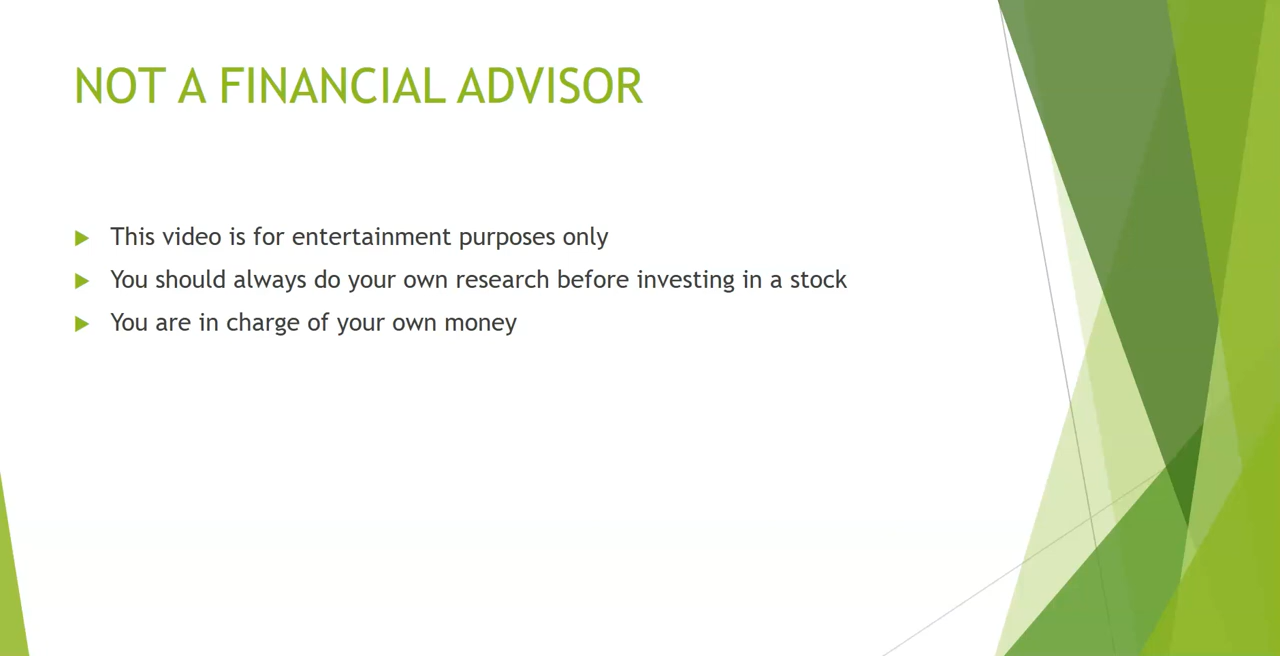 NOT A FINANCIAL ADVISOR
This video is for entertainment purposes only
You should always do your own research before investing in a stock
You are in charge of your own money